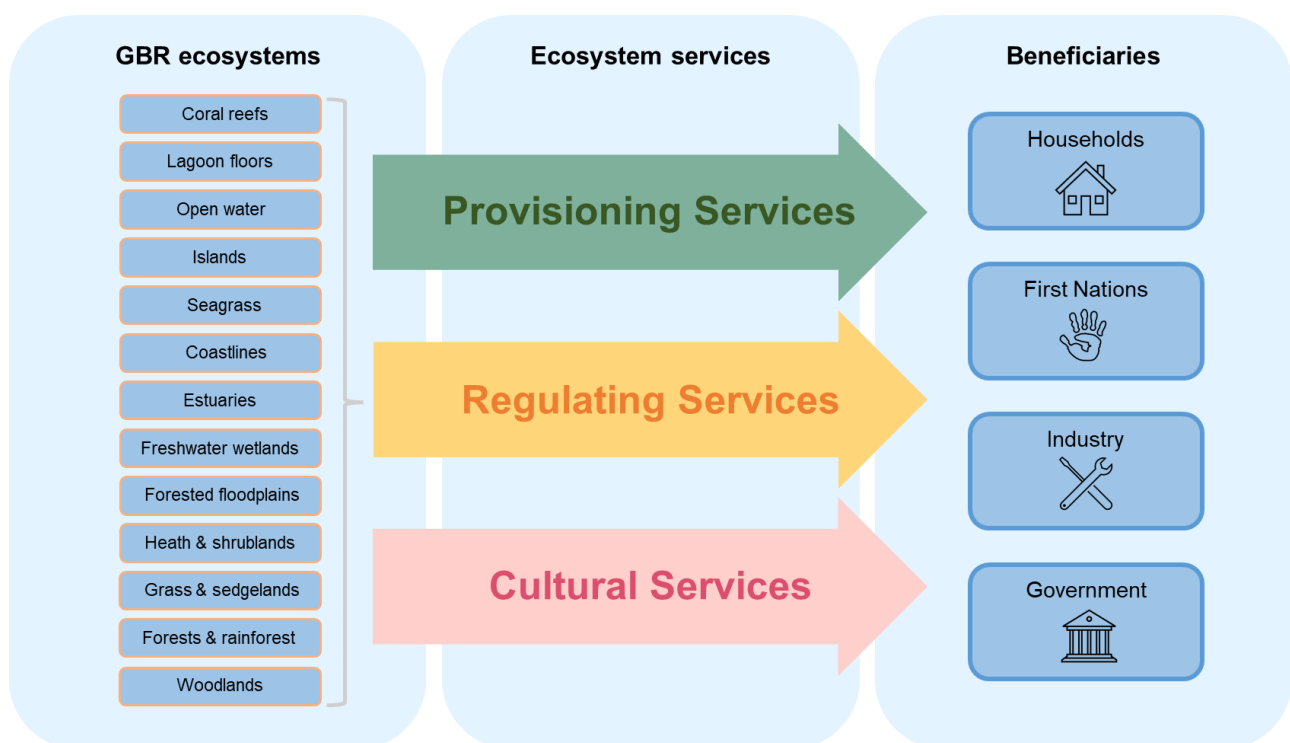 GBR ecosystems
Coral reefs
Lagoon floors
Open water
Islands
Seagrass
Coastlines
Estuaries
Freshwater wetlands
Forested floodplains
Heath & shrublands
Grass & sedgelands
Forests & rainforest
Woodlands
Ecosystem services
Provisioning Services
Regulating Services
Cultural Services
Beneficiaries
Households
First Nations
Industry
Government